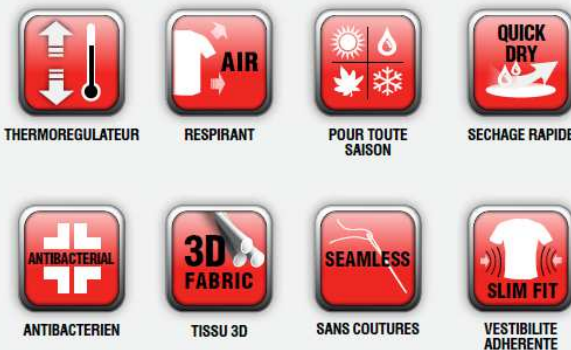 AIR
QUICK
DRY
THERMOREGULATEUR
RESPIRANT
POUR TOUTE
SAISON
SECHAGE RAPIDE
ANTIBACTERIAL
3D
FABRIC
SEAMLESS
SLIM FIT
ANTIBACTERIEN
TISSU 3D
SANS COUTURES
VESTIBILITE
ADHERENTE